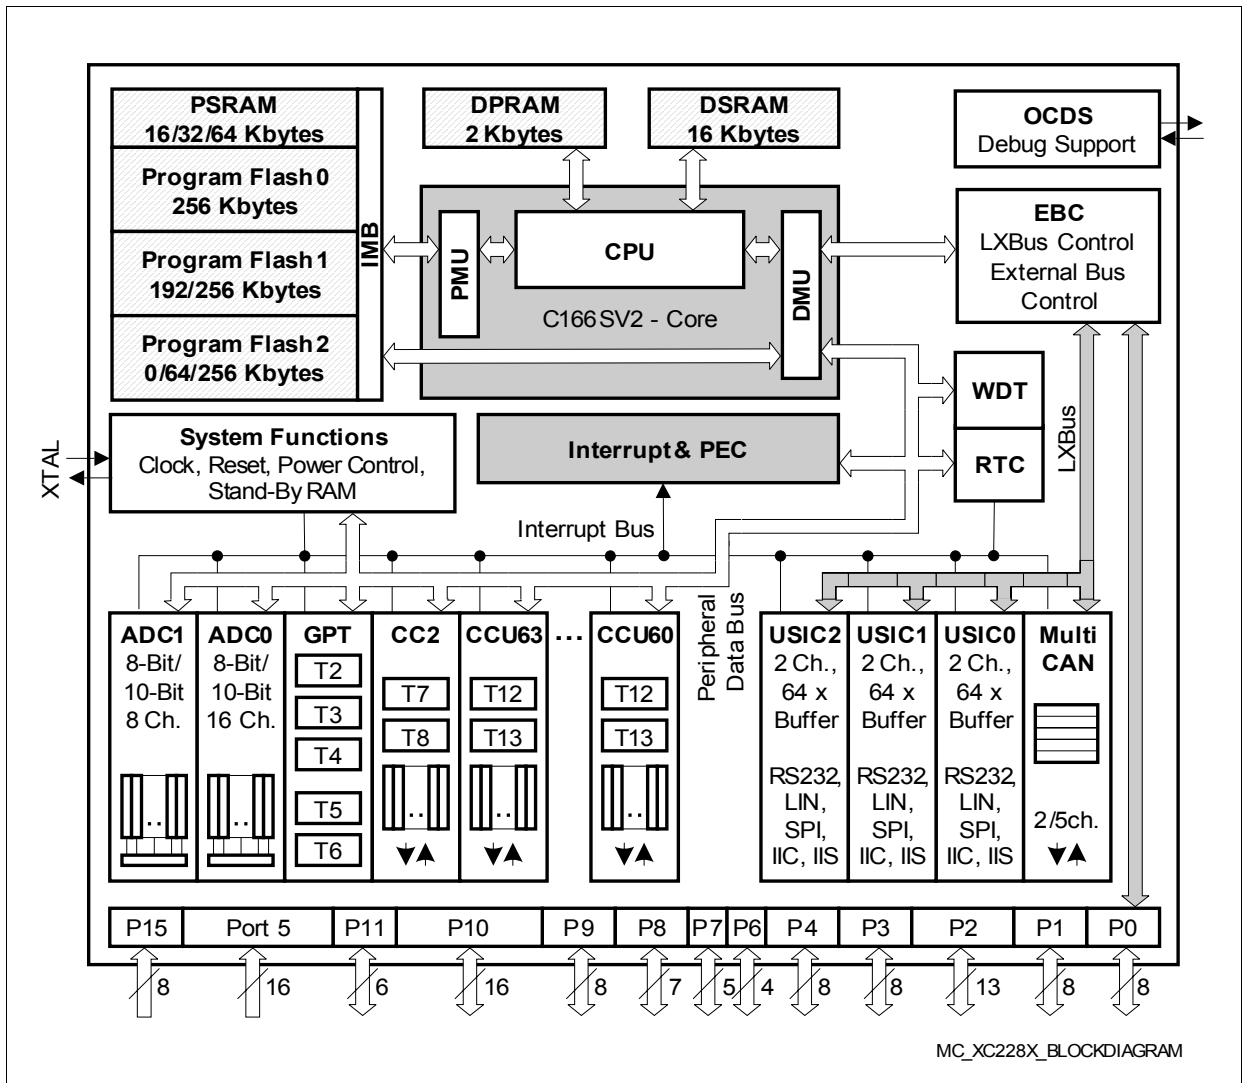 PSRAM
16/32/64 Kbytes
Program Flash 0
256 Kbytes
Program Flash 1
192/256 Kbytes
Program Flash 2
0/64/256 Kbytes
IMB
DPRAM
2 Kbytes
DSRAM
16 Kbytes
OCDS
Debug Support
PMU
CPU
DMU
C166SV2 - Core
EBC
LXBus Control
External Bus
Control
WDT
RTC
LXBus
XTAL
System Functions
Clock, Reset, Power Control,
Stand-By RAM
Interrupt & PEC
Interrupt Bus
Peripheral
Data Bus
ADC1
8-Bit/
10-Bit
8 Ch.
ADC0
8-Bit/
10-Bit
16 Ch.
GPT
T2
T3
T4
T5
T6
CC2
T7
T8
CCU63
T12
T13
...
CCU60
T12
T13
USIC2
2 Ch.,
64 x
Buffer
RS232,
LIN,
SPI,
IIC, IIS
USIC1
2 Ch.,
64 x
Buffer
RS232,
LIN,
SPI,
IIC, IIS
USIC0
2 Ch.,
64 x
Buffer
RS232,
LIN,
SPI,
IIC, IIS
Multi
CAN
2/5ch.
P15 Port 5 P11 P10 P9 P8 P7 P6 P4 P3 P2 P1 P0
8 16 6 16 8 7 5 4 8 8 13 8 8
MC_XC228X_BLOCKDIAGRAM